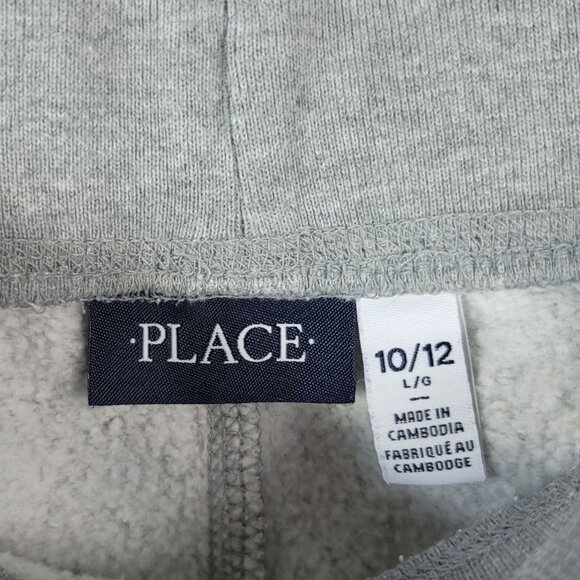 ·PLACE·
10/12
L/G
—
MADE IN
CAMBODIA
FABRIQUÉ AU
CAMBODGE